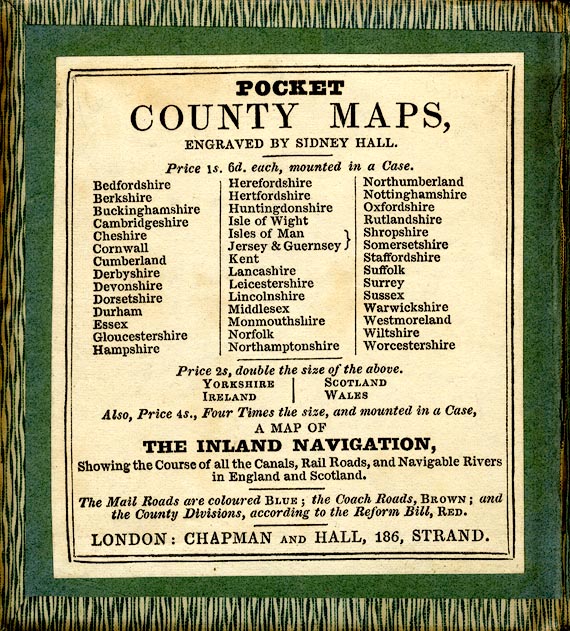 POCKET
COUNTY MAPS,
ENGRAVED BY SIDNEY HALL.
Price 1s. 6d. each, mounted in a Case.
Bedfordshire
Berkshire
Buckinghamshire
Cambridgeshire
Cheshire
Cornwall
Cumberland
Derbyshire
Devonshire
Dorsetshire
Durham
Essex
Gloucestershire
Hampshire
Herefordshire
Hertfordshire
Huntingdonshire
Isle of Wight
Isles of Man
Jersey & Guernsey }
Kent
Lancashire
Leicestershire
Lincolnshire
Middlesex
Monmouthshire
Norfolk
Northamptonshire
Northumberland
Nottinghamshire
Oxfordshire
Rutlandshire
Shropshire
Somersetshire
Staffordshire
Suffolk
Surrey
Sussex
Warwickshire
Westmoreland
Wiltshire
Worcestershire
Price 2s, double the size of the above.
YORKSHIRE
IRELAND
SCOTLAND
WALES
Also, Price 4s., Four Times the size, and mounted in a Case,
A MAP OF
THE INLAND NAVIGATION,
Showing the Course of all the Canals, Rail Roads, and Navigable Rivers
in England and Scotland.
The Mail Roads are coloured BLUE; the Coach Roads, BROWN; and
the County Divisions, according to the Reform Bill, RED.
LONDON: CHAPMAN AND HALL, 186, STRAND.